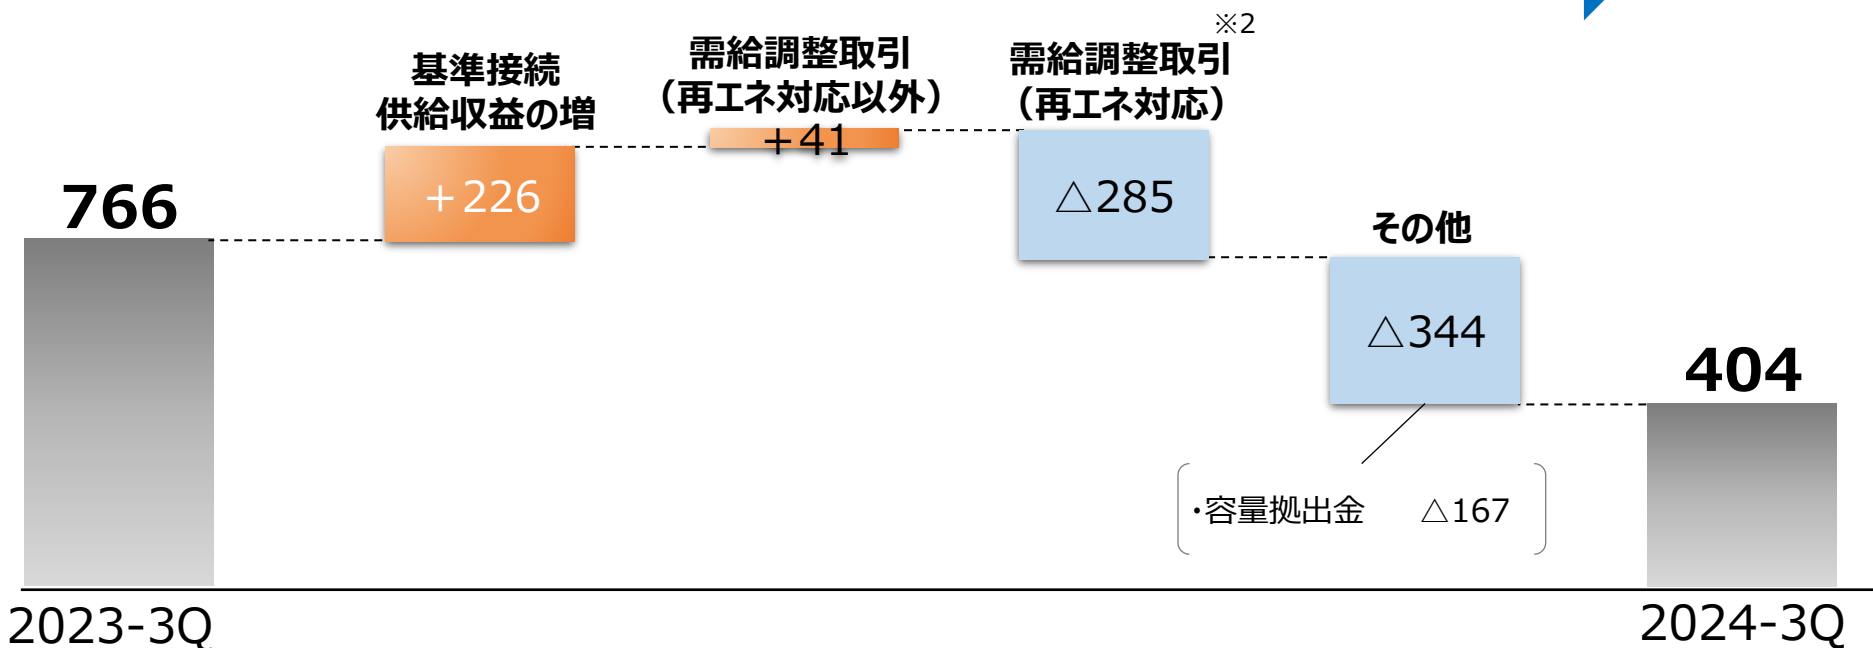 766
基準接続
供給収益の増
+226
需給調整取引
（再エネ対応以外）
+41
※2
需給調整取引
（再エネ対応）
△285
その他
△344
・容量拠出金　△167
404
2023-3Q
2024-3Q